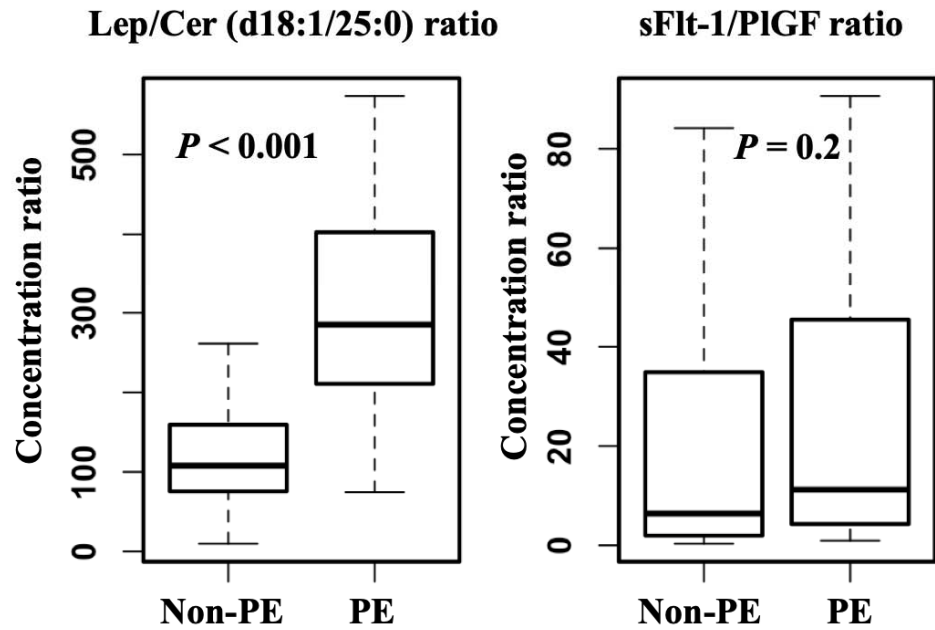 Lep/Cer (d18:1/25:0) ratio
Concentration ratio
500
300
100
0
P < 0.001
Non-PE PE
sFlt-1/PlGF ratio
Concentration ratio
80
60
40
20
0
P = 0.2
Non-PE PE